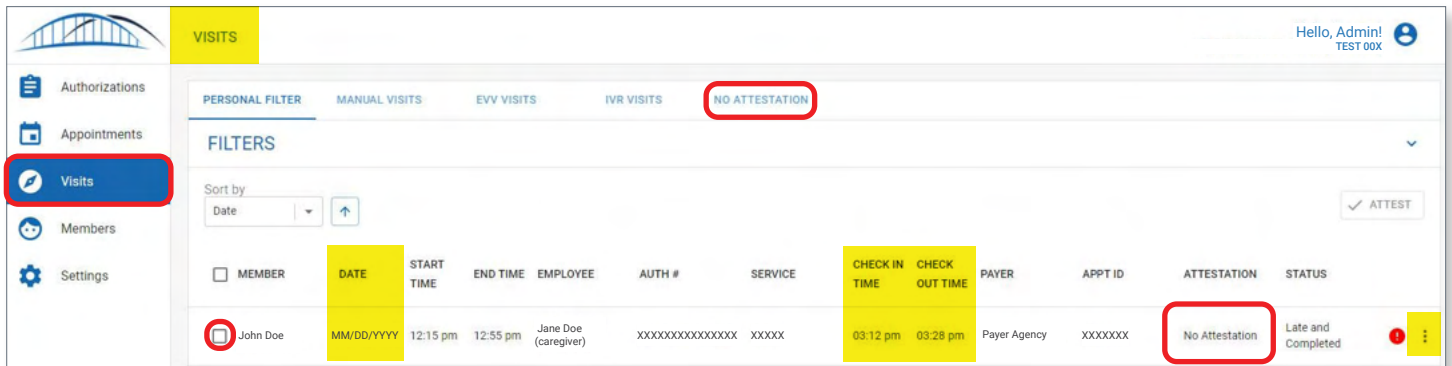 VISITS
Hello, Admin!
TEST 00X
Authorizations
Appointments
Visits
Members
Settings
PERSONAL FILTER MANUAL VISITS EVV VISITS IVR VISITS NO ATTESTATION
FILTERS
Sort by
Date
ATTEST
MEMBER DATE START TIME END TIME EMPLOYEE AUTH # SERVICE CHECK IN TIME CHECK OUT TIME PAYER APPT ID ATTESTATION STATUS
John Doe MM/DD/YYYY 12:15 pm 12:55 pm Jane Doe (caregiver) XXXXXXXXXXXXXXX XXXXX 03:12 pm 03:28 pm Payer Agency XXXXXXX No Attestation Late and Completed